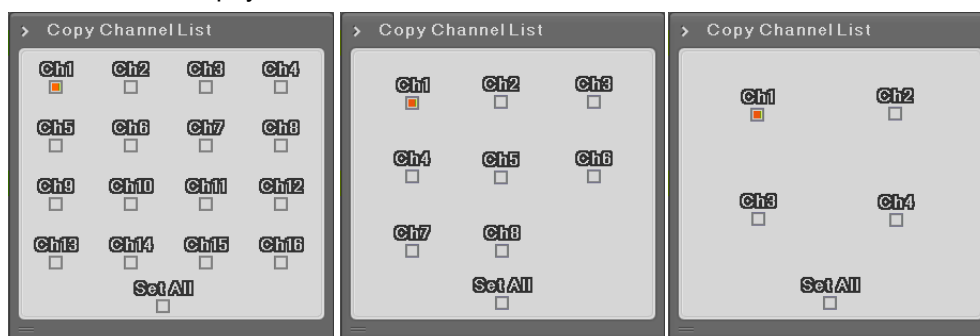 > Copy Channel List
Ch1 Ch2 Ch3 Ch4
Ch5 Ch6 Ch7 Ch8
Ch9 Ch10 Ch11 Ch12
Ch13 Ch14 Ch15 Ch16
Set All
> Copy Channel List
Ch1 Ch2 Ch3
Ch4 Ch5 Ch6
Ch7 Ch8
Set All
> Copy Channel List
Ch1 Ch2
Ch3 Ch4
Set All